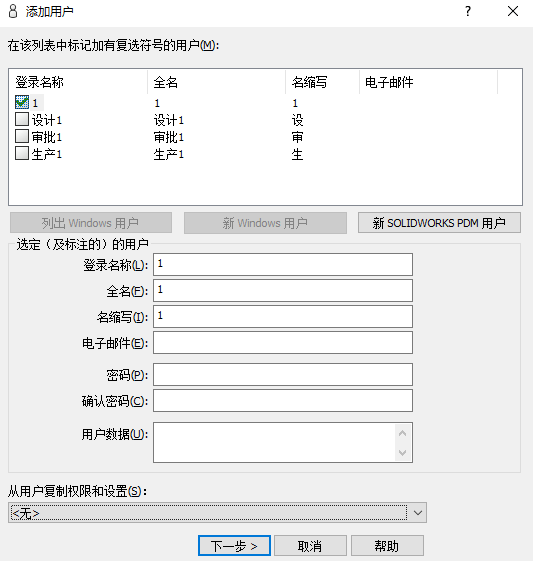 添加用户
在该列表中标记加有复选符号的用户(M):
登录名称 全名 名缩写 电子邮件
1 1 1
设计1 设计1 设
审批1 审批1 审
生产1 生产1 生
列出 Windows 用户 新 Windows 用户 新 SOLIDWORKS PDM 用户
选定（及标注的）的用户
登录名称(L): 1
全名(F): 1
名缩写(I): 1
电子邮件(E):
密码(P):
确认密码(C):
用户数据(U):
从用户复制权限和设置(S):
<无>
下一步 > 取消 帮助